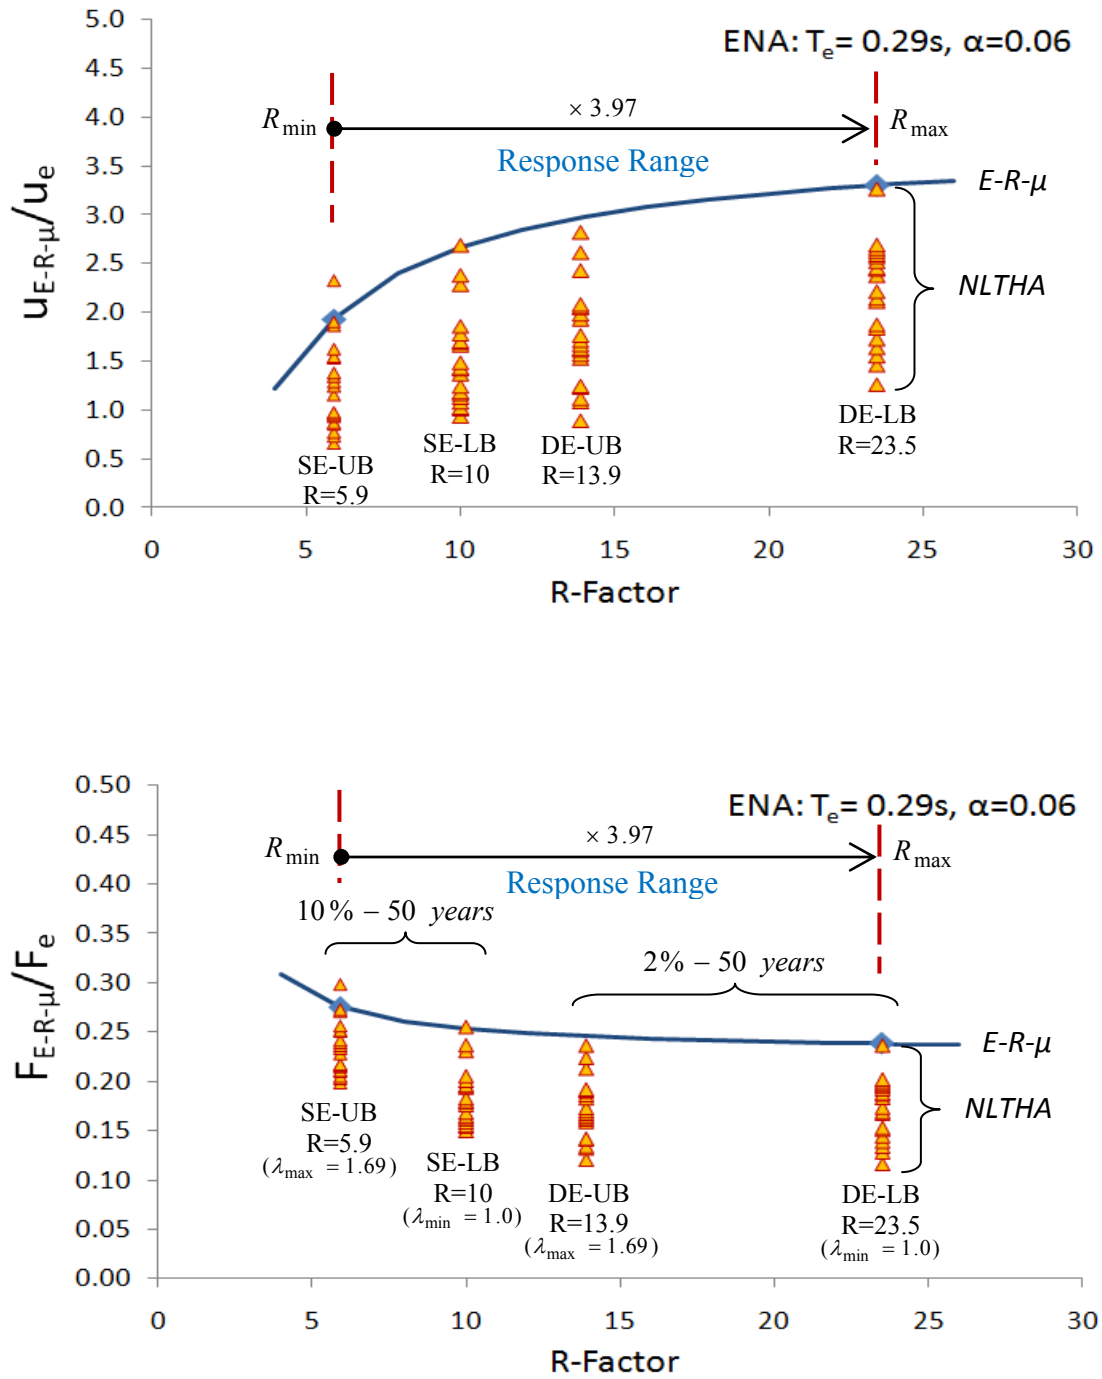 ENA: Te= 0.29s, α=0.06
5.0
4.5
4.0
3.5
3.0
2.5
2.0
1.5
1.0
0.5
0.0
uE-R-μ/ue
Rmin
× 3.97
Rmax
Response Range
E-R-μ
NLTHA
SE-UB
R=5.9
SE-LB
R=10
DE-UB
R=13.9
DE-LB
R=23.5
0 5 10 15 20 25 30
R-Factor
ENA: Te= 0.29s, α=0.06
0.50
0.45
0.40
0.35
0.30
0.25
0.20
0.15
0.10
0.05
0.00
FE-R-μ/Fe
Rmin
× 3.97
Rmax
Response Range
10% – 50 years
2% – 50 years
E-R-μ
NLTHA
SE-UB
R=5.9
(λmax = 1.69)
SE-LB
R=10
(λmin = 1.0)
DE-UB
R=13.9
(λmax = 1.69)
DE-LB
R=23.5
(λmin = 1.0)
0 5 10 15 20 25 30
R-Factor